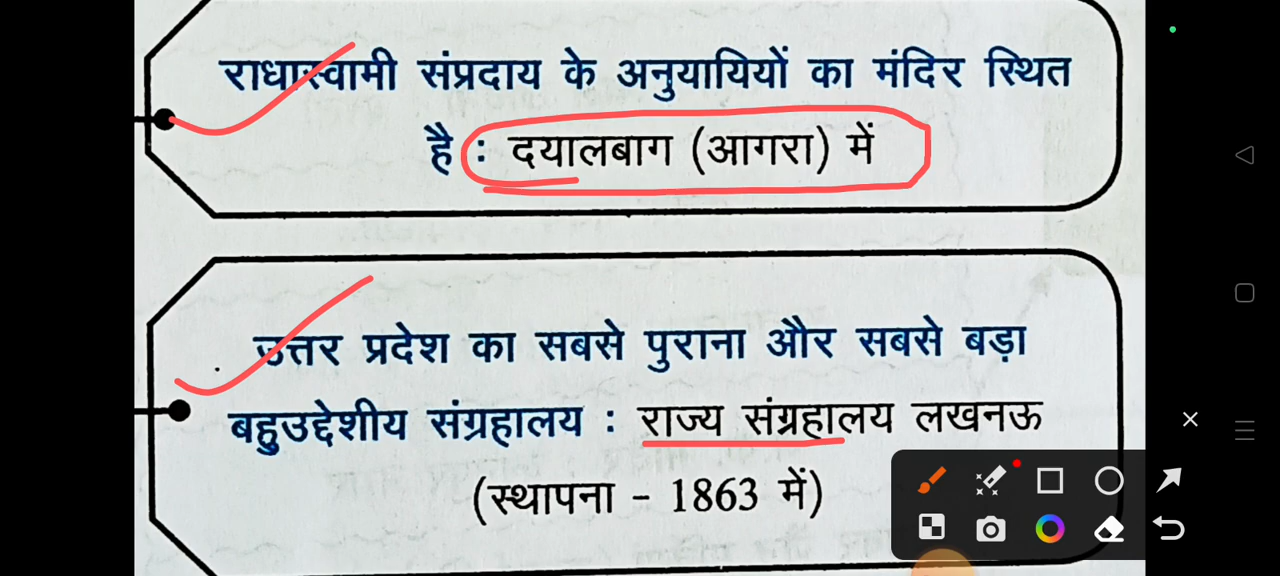 राधास्वामी संप्रदाय के अनुयायियों का मंदिर स्थित
है : दयालबाग (आगरा) में
उत्तर प्रदेश का सबसे पुराना और सबसे बड़ा
बहुउद्देशीय संग्रहालय : राज्य संग्रहालय लखनऊ
(स्थापना - 1863 में)